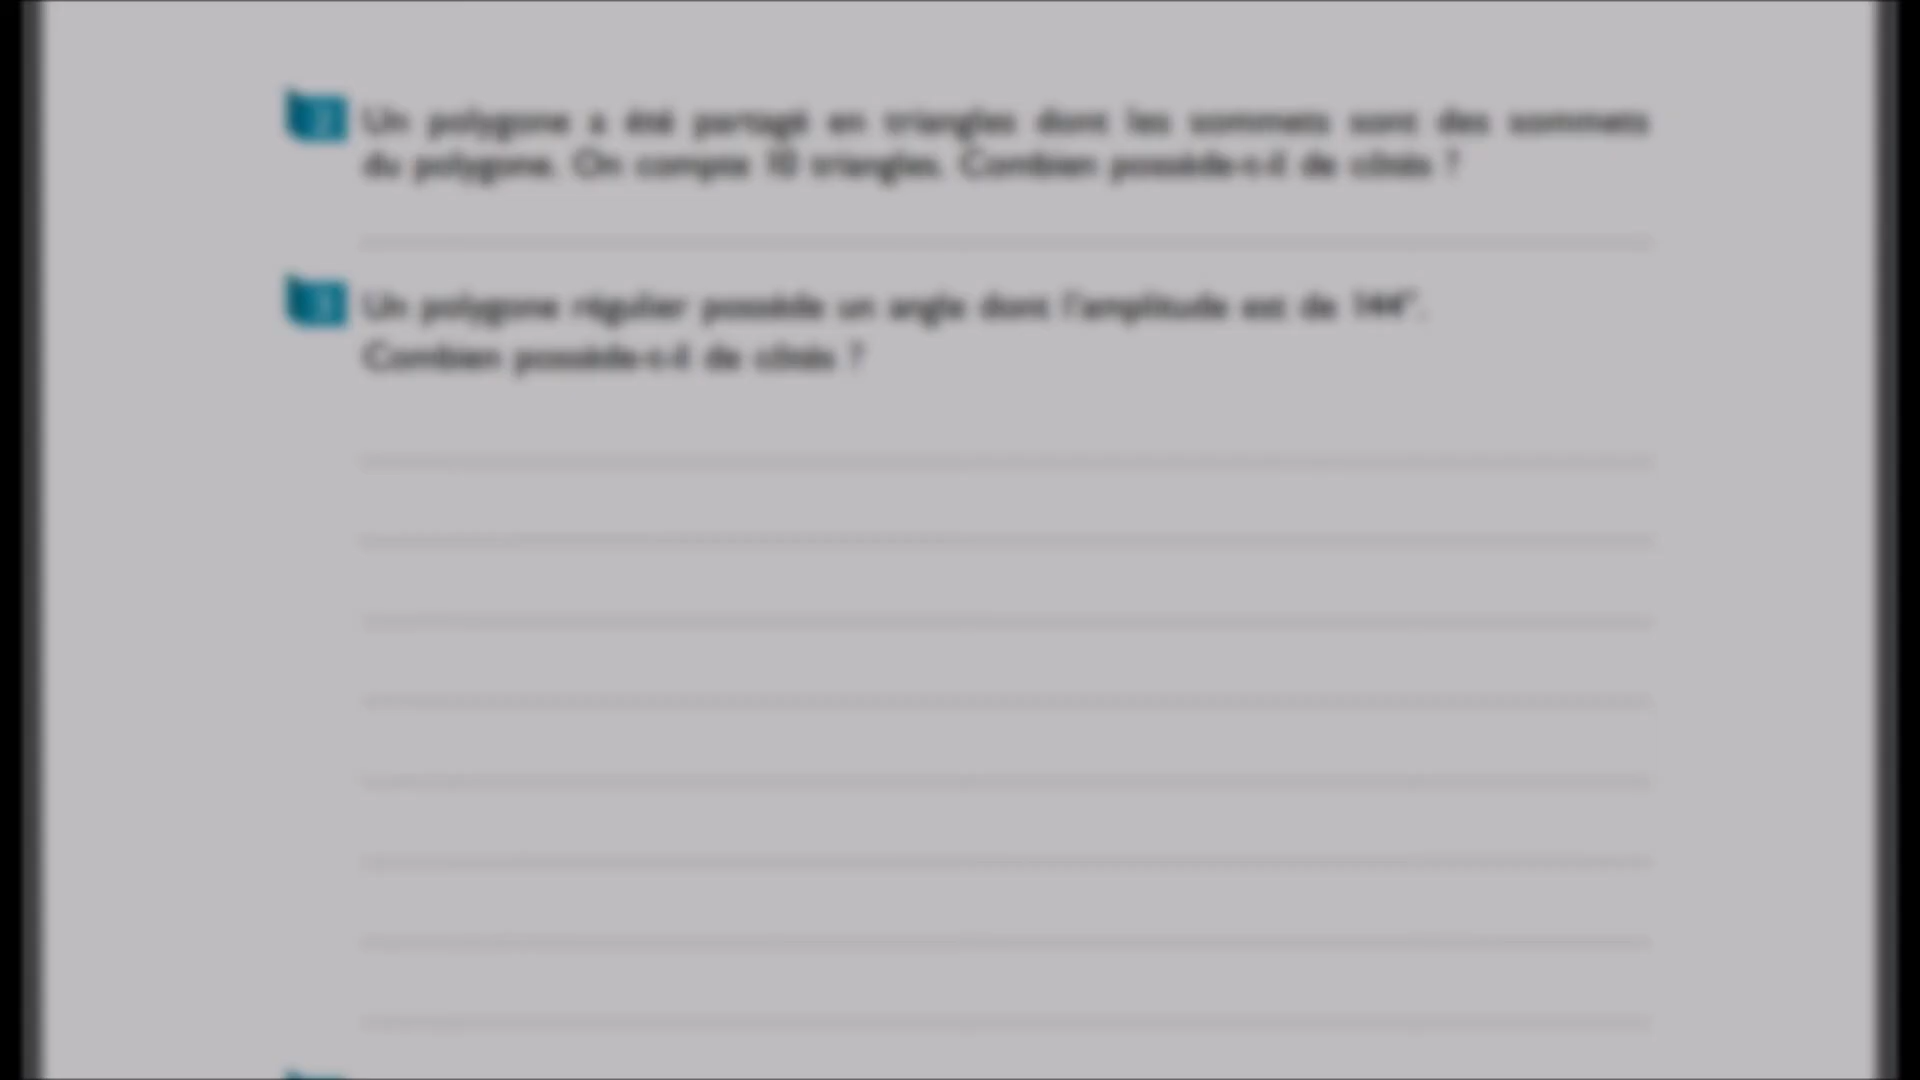 2 Un polygone a été partagé en triangles dont les sommets sont des sommets
du polygone. On compte 10 triangles. Combien possède-t-il de côtés ?
3 Un polygone régulier possède un angle dont l'amplitude est de 144°.
Combien possède-t-il de côtés ?